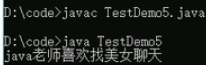 D:\code>javac TestDemo5.java
D:\code>java TestDemo5
java老师喜欢找美女聊天